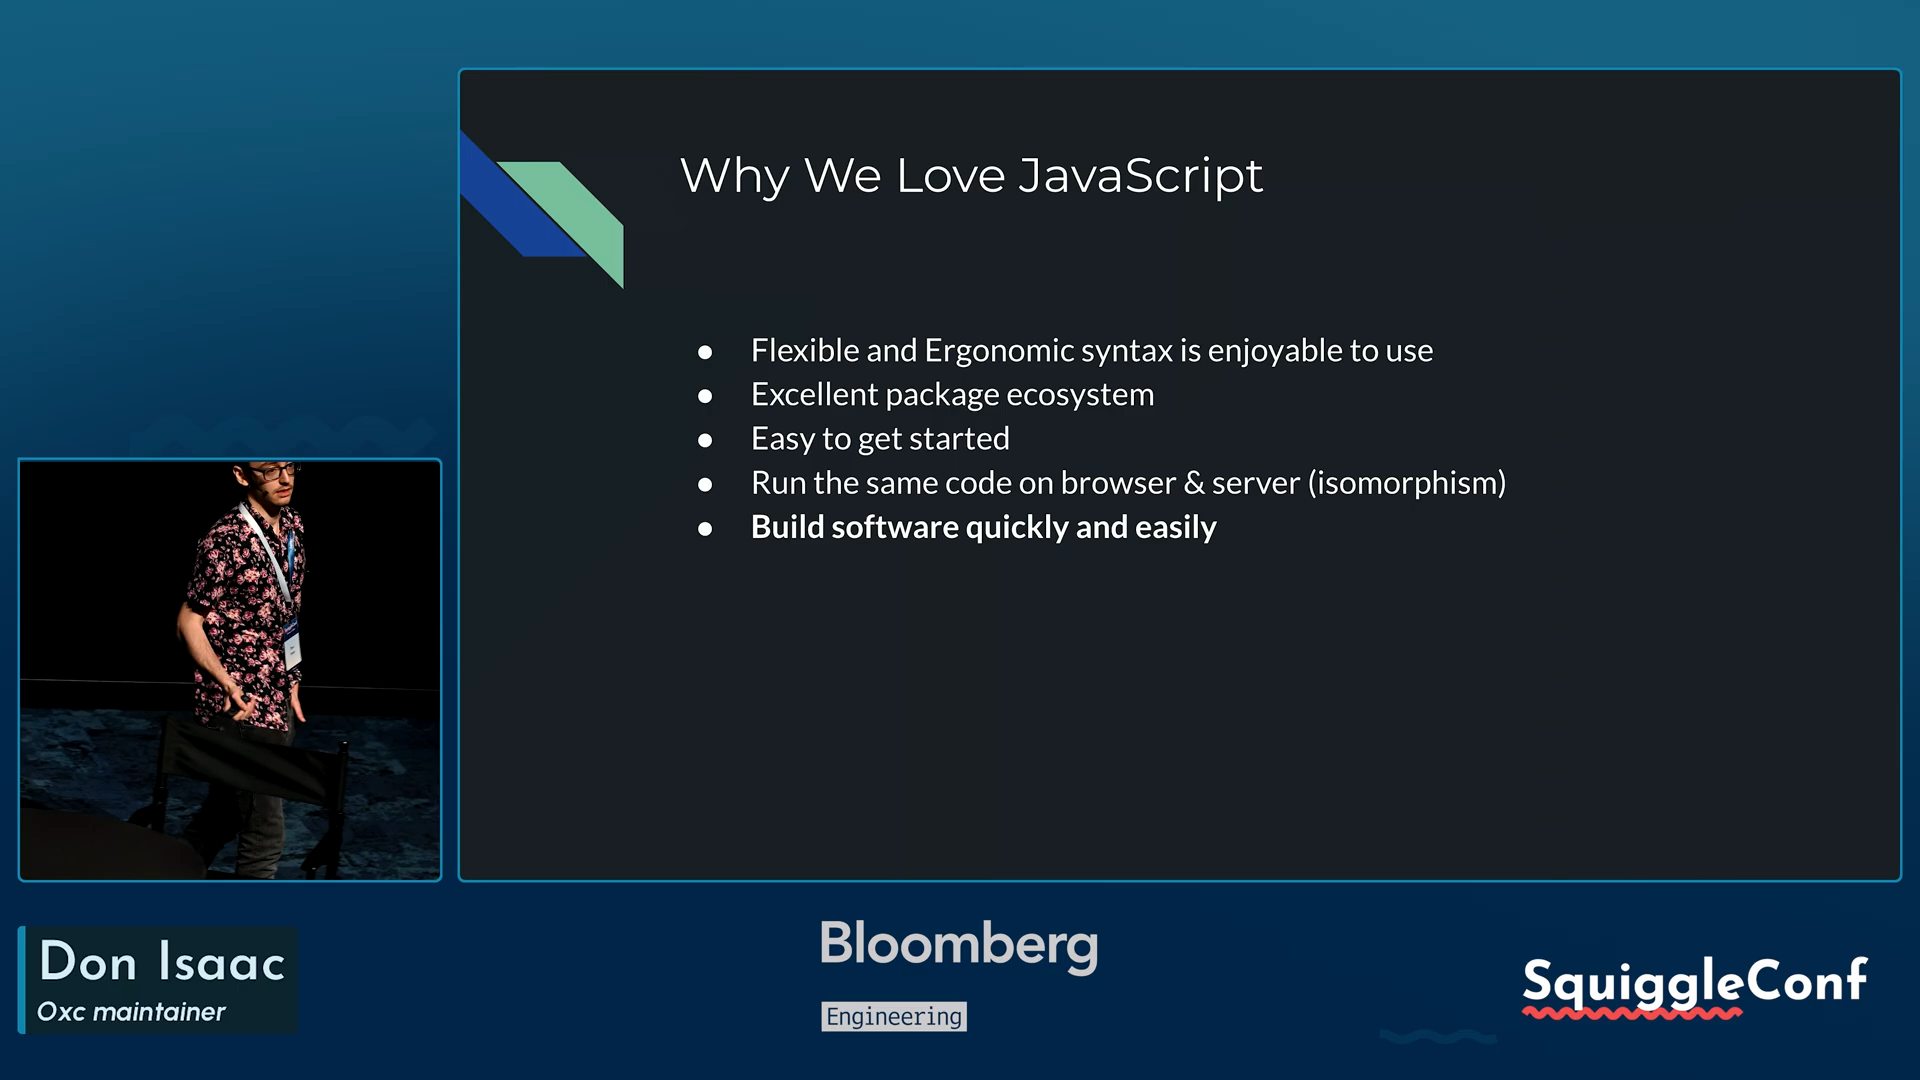 Why We Love JavaScript
● Flexible and Ergonomic syntax is enjoyable to use
● Excellent package ecosystem
● Easy to get started
● Run the same code on browser & server (isomorphism)
● Build software quickly and easily
Don Isaac
Oxc maintainer
Bloomberg
Engineering
SquiggleConf